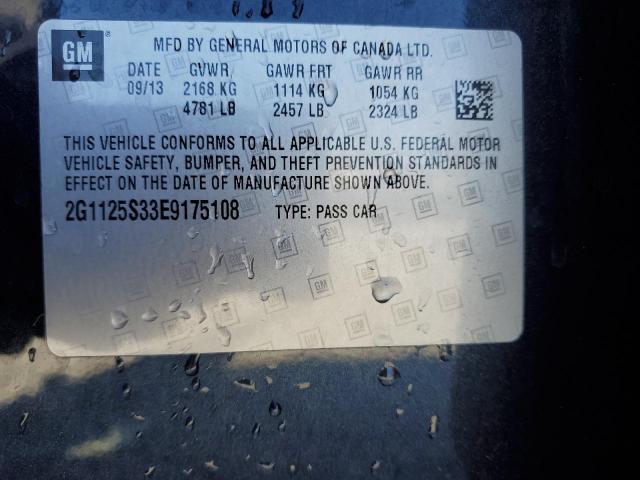 GM
MFD BY GENERAL MOTORS OF CANADA LTD.
DATE GVWR GAWR FRT GAWR RR
09/13 2168 KG 1114 KG 1054 KG
4781 LB 2457 LB 2324 LB
THIS VEHICLE CONFORMS TO ALL APPLICABLE U.S. FEDERAL MOTOR
VEHICLE SAFETY, BUMPER, AND THEFT PREVENTION STANDARDS IN
EFFECT ON THE DATE OF MANUFACTURE SHOWN ABOVE.
2G1125S33E9175108 TYPE: PASS CAR